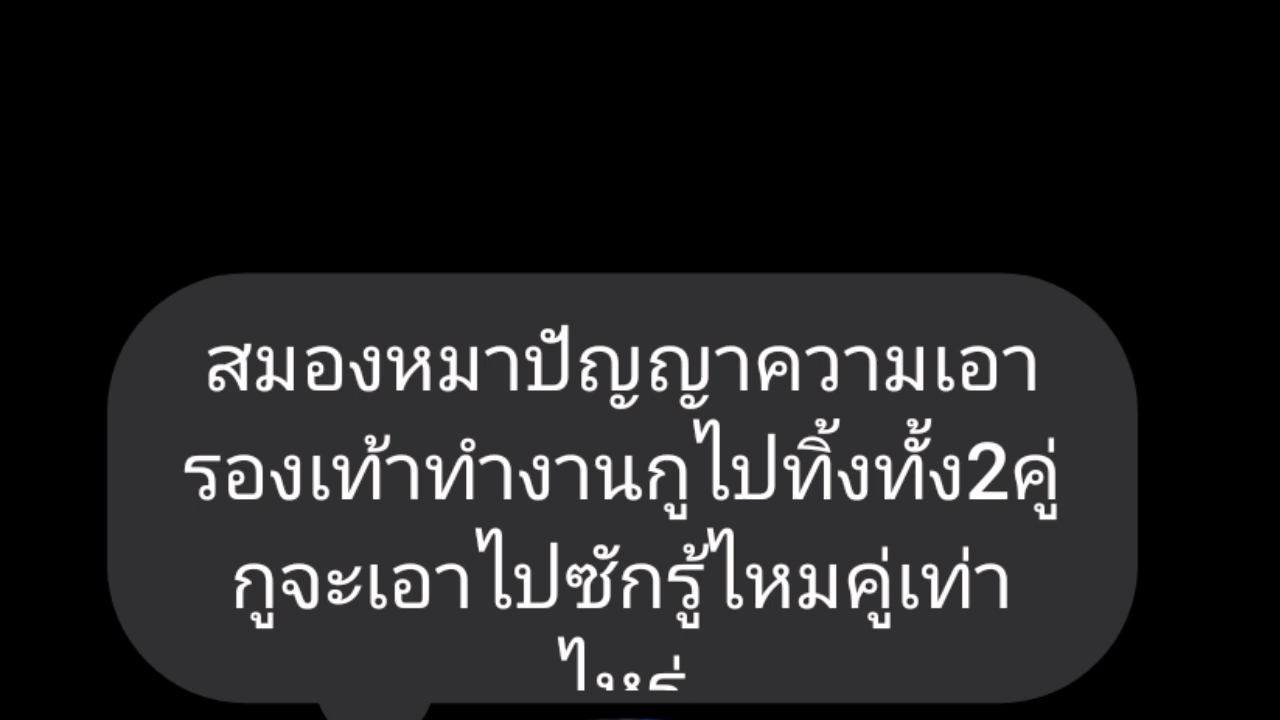 สมองหมาปัญญาความเอา
รองเท้าทำงานกูไปทิ้งทั้ง2คู่
กูจะเอาไปซักรู้ไหมคู่เท่า